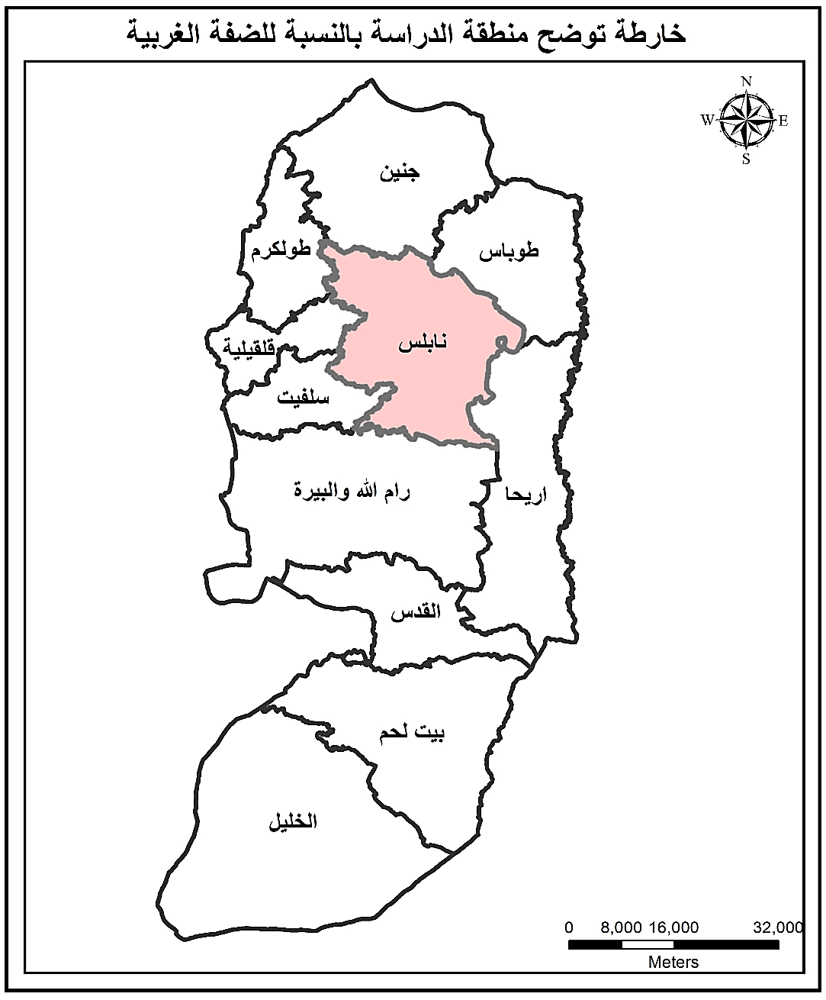 خارطة توضح منطقة الدراسة بالنسبة للضفة الغربية
N
W E
S
جنين
طولكرم
طوباس
نابلس
قلقيلية
سلفيت
رام الله والبيرة
اريحا
القدس
بيت لحم
الخليل
0 8,000 16,000 32,000
Meters